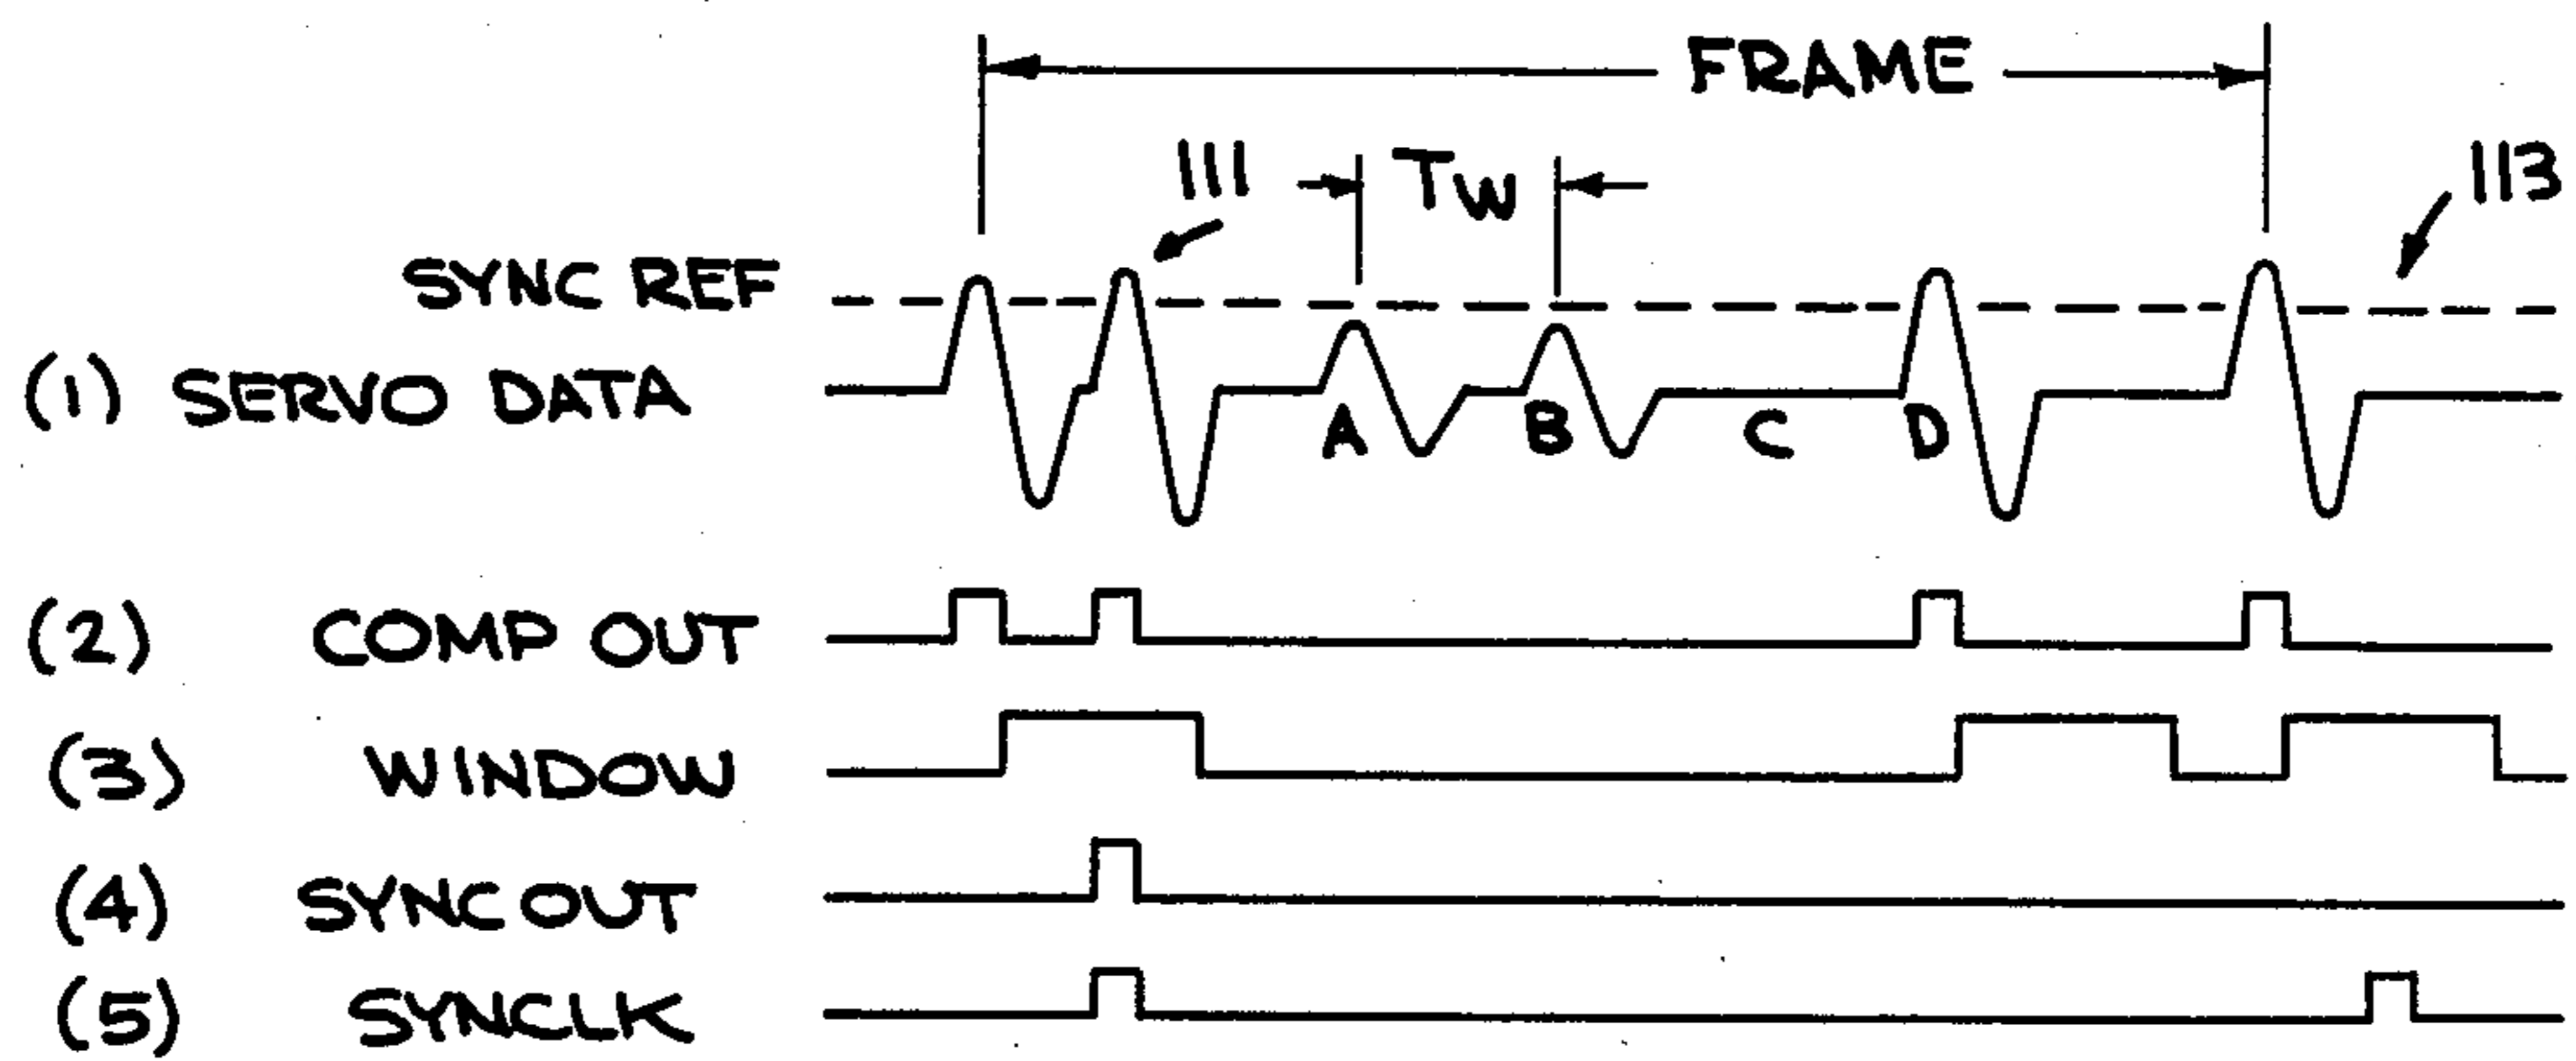 FRAME
111
TW
113
SYNC REF
(1) SERVO DATA
A B C D
(2) COMP OUT
(3) WINDOW
(4) SYNC OUT
(5) SYNCLK